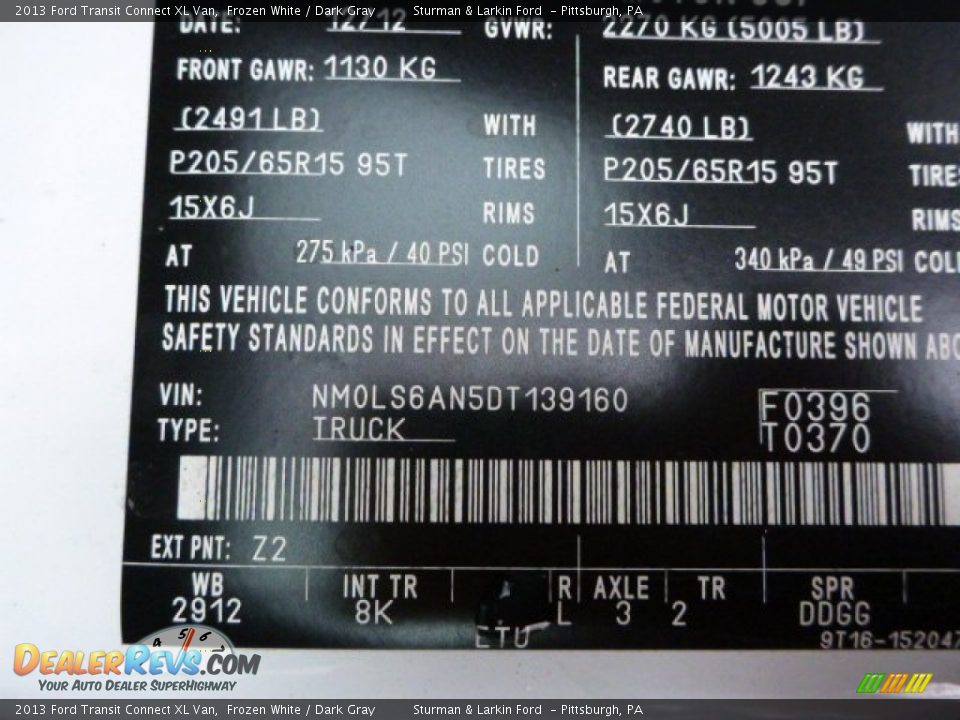 2013 Ford Transit Connect XL Van,  Frozen White / Dark Gray        Sturman & Larkin Ford  - Pittsburgh, PA
DATE: 12/12 GVWR: 2270 KG (5005 LB)
FRONT GAWR: 1130 KG REAR GAWR: 1243 KG
(2491 LB) WITH (2740 LB) WITH
P205/65R15 95T TIRES P205/65R15 95T TIRES
15X6J RIMS 15X6J RIMS
AT 275 kPa / 40 PSI COLD AT 340 kPa / 49 PSI COL
THIS VEHICLE CONFORMS TO ALL APPLICABLE FEDERAL MOTOR VEHICLE
SAFETY STANDARDS IN EFFECT ON THE DATE OF MANUFACTURE SHOWN ABO
VIN: NM0LS6AN5DT139160 F0396
TYPE: TRUCK T0370
EXT PNT: Z2
WB INT TR R AXLE TR SPR
2912 8K L 3 2 DDGG
ETU 9T16-152047
DEALERREVS.COM
YOUR AUTO DEALER SUPERHIGHWAY
2013 Ford Transit Connect XL Van,  Frozen White / Dark Gray        Sturman & Larkin Ford  - Pittsburgh, PA